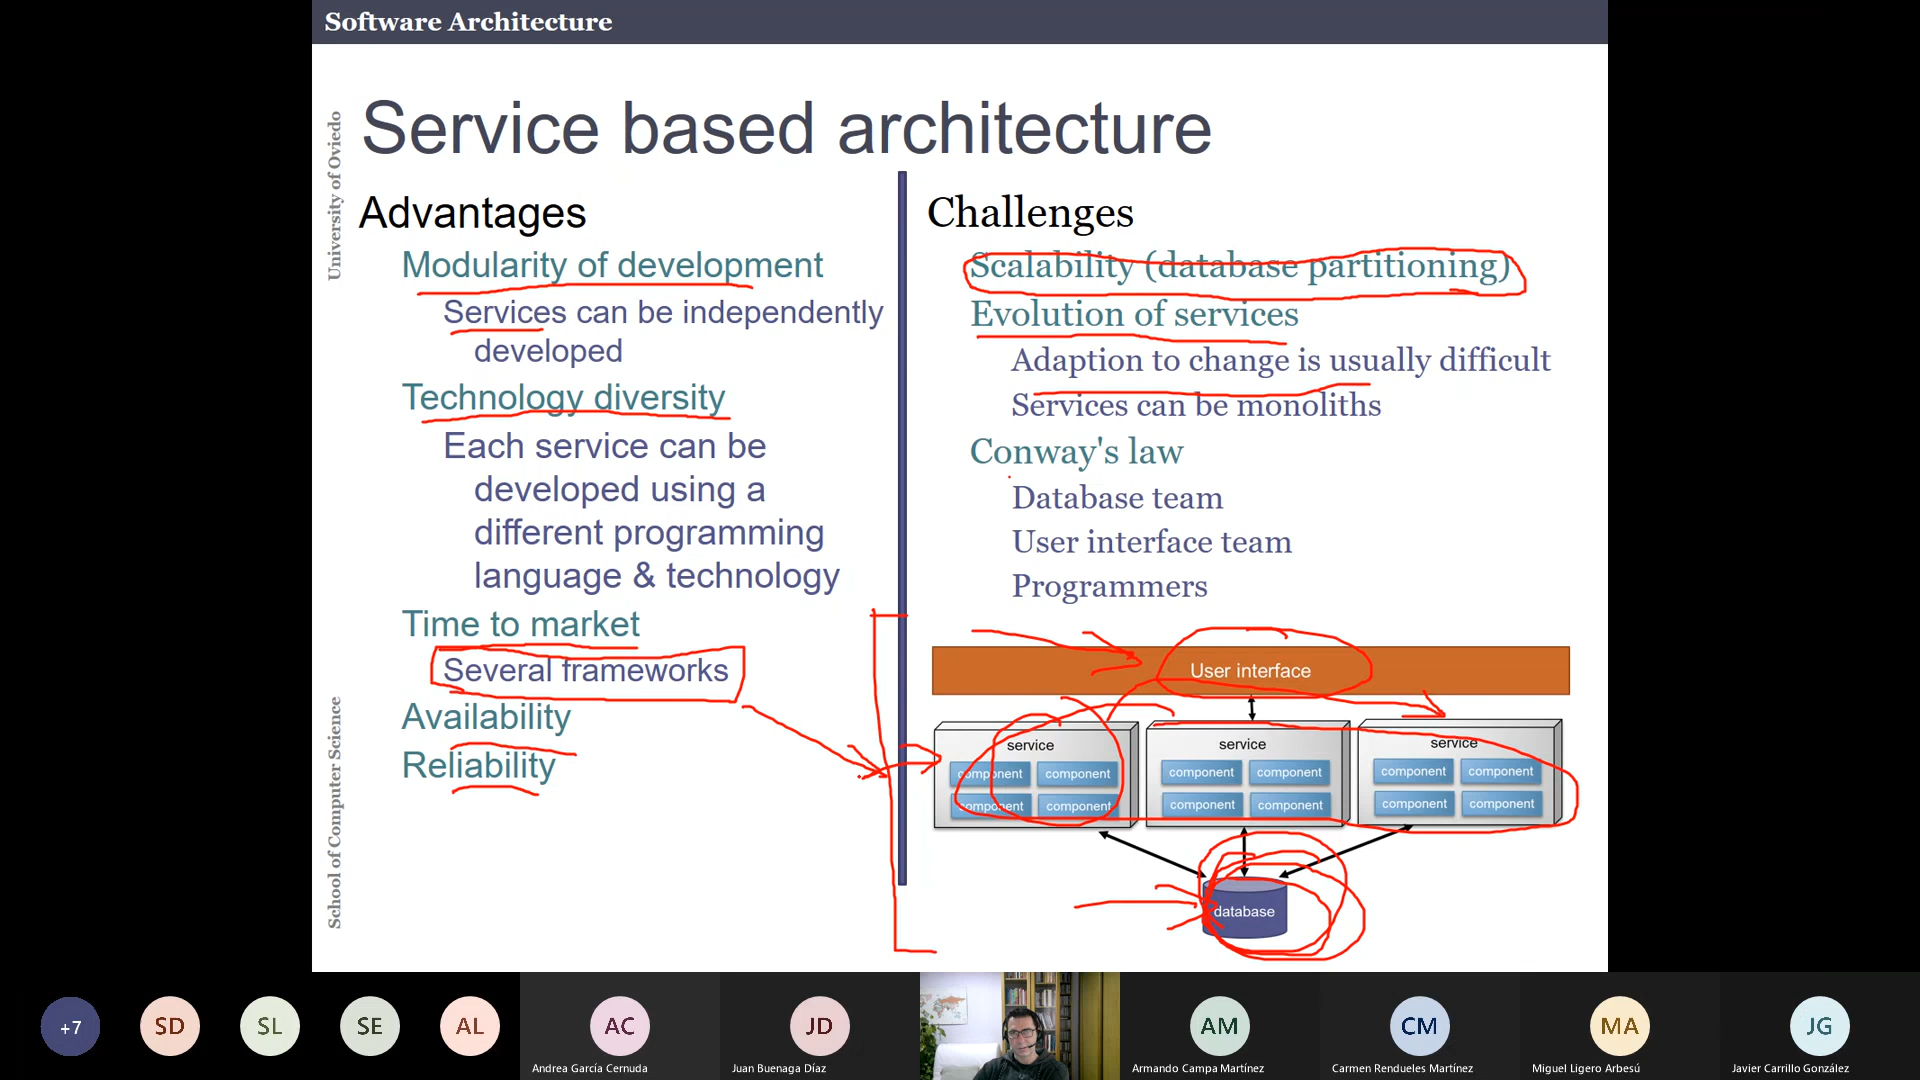 Software Architecture
University of Oviedo
School of Computer Science
Service based architecture
Advantages
Modularity of development
Services can be independently
developed
Technology diversity
Each service can be
developed using a
different programming
language & technology
Time to market
Several frameworks
Availability
Reliability
Challenges
Scalability (database partitioning)
Evolution of services
Adaption to change is usually difficult
Services can be monoliths
Conway's law
Database team
User interface team
Programmers
User interface
service
component component
component component
service
component component
component component
service
component component
component component
database
+7
SD
SL
SE
AL
AC
Andrea García Cernuda
JD
Juan Buenaga Díaz
AM
Armando Campa Martínez
CM
Carmen Rendueles Martínez
MA
Miguel Ligero Arbesú
JG
Javier Carrillo González